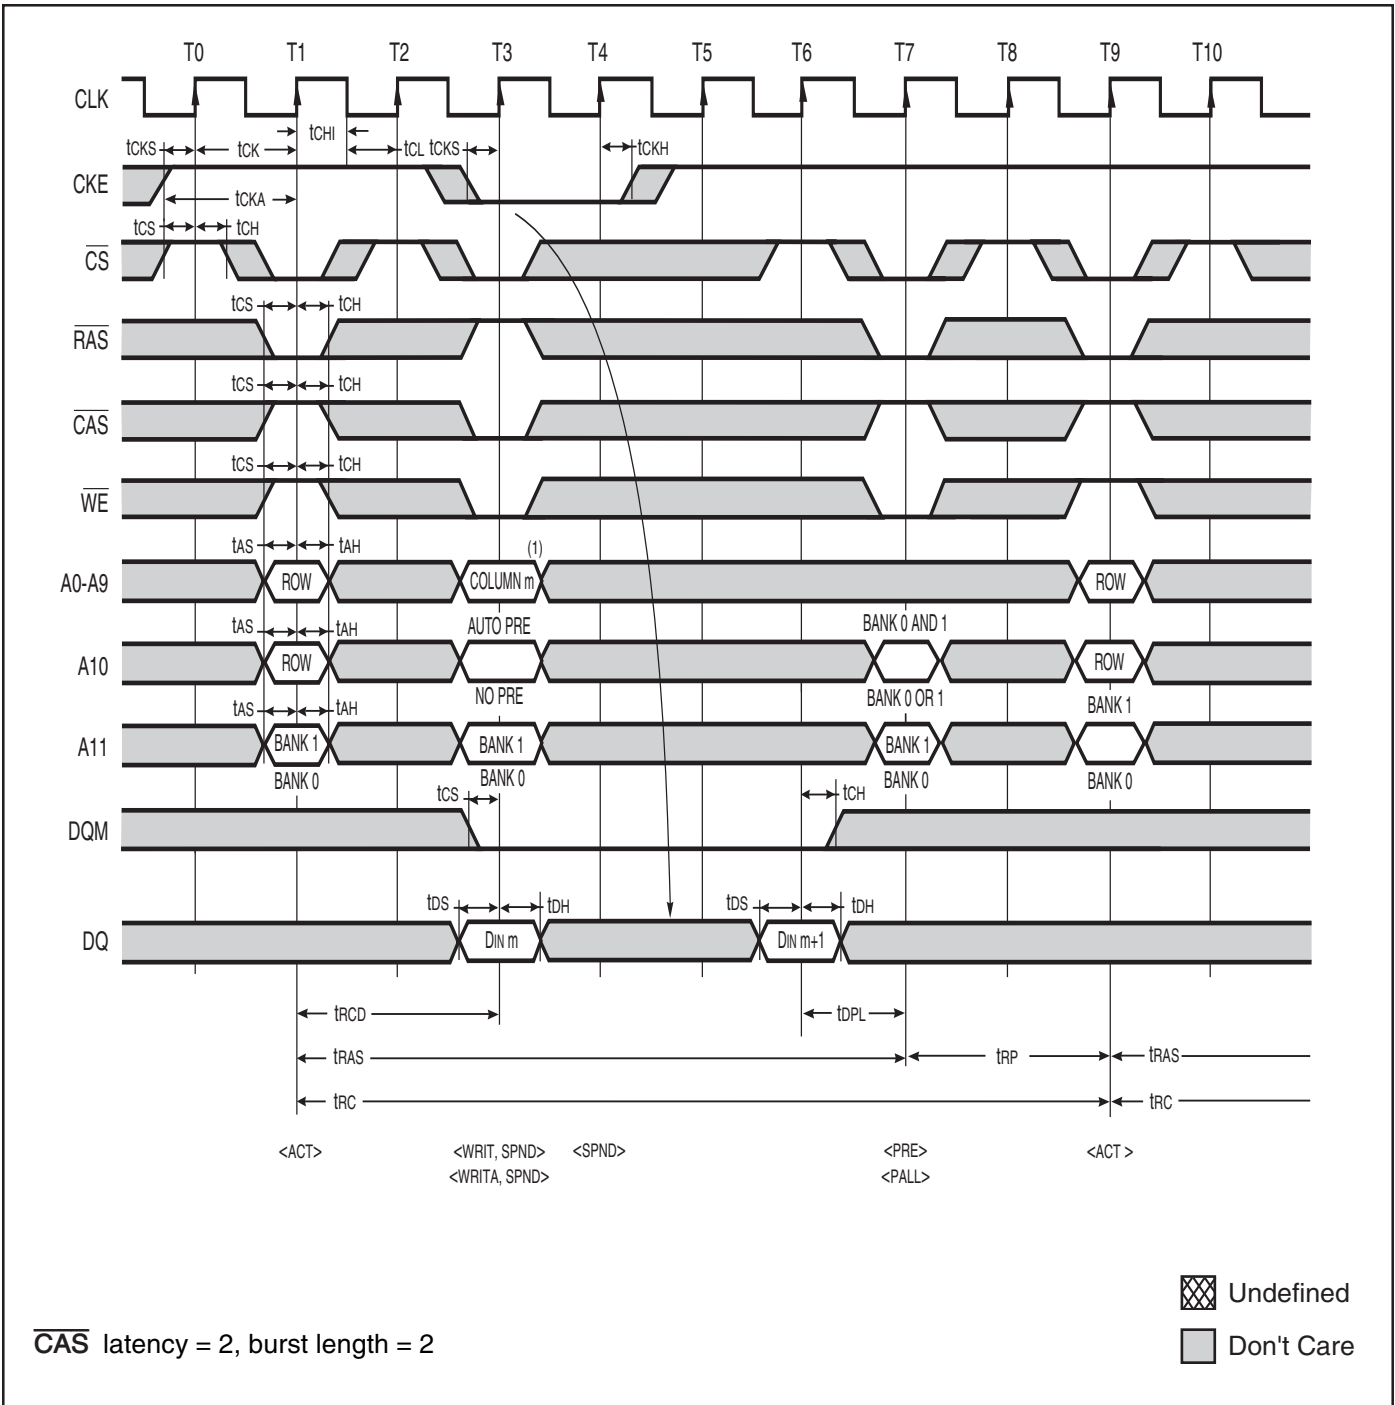 T0 T1 T2 T3 T4 T5 T6 T7 T8 T9 T10
CLK
tCHI
tCKS tCK tCL tCKS tCKH
CKE
tCKA
tCS tCH
CS
tCS tCH
RAS
tCS tCH
CAS
tCS tCH
WE
tAS tAH (1)
A0-A9 ROW COLUMN m ROW
tAS tAH AUTO PRE BANK 0 AND 1
A10 ROW ROW
NO PRE BANK 0 OR 1 BANK 1
tAS tAH
A11 BANK 1 BANK 1 BANK 1
BANK 0 BANK 0 BANK 0 BANK 0
tCS tCH
DQM
tDS tDH tDS tDH
DQ DIN m DIN m+1
tRCD tDPL
tRAS tRP tRAS
tRC tRC
<ACT> <WRIT, SPND> <SPND> <PRE> <ACT >
<WRITA, SPND> <PALL>
Undefined
CAS latency = 2, burst length = 2 Don't Care